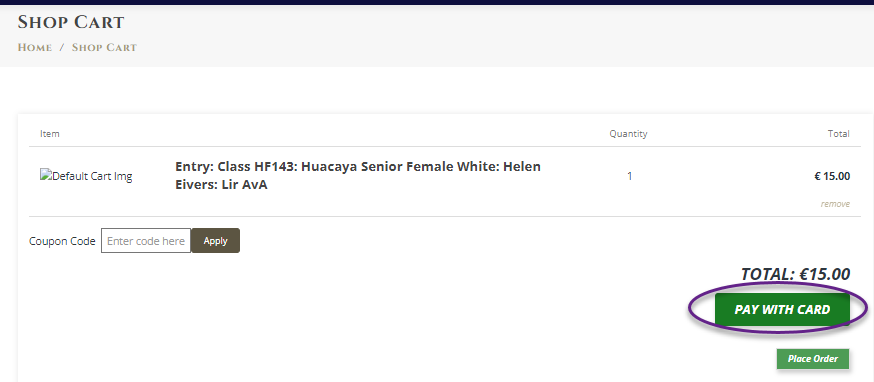 Shop Cart
Home / Shop Cart
Item Quantity Total
Default Cart Img Entry: Class HF143: Huacaya Senior Female White: Helen Eivers: Lir AvA 1 € 15.00
remove
Coupon Code Enter code here Apply
TOTAL: €15.00
PAY WITH CARD
Place Order